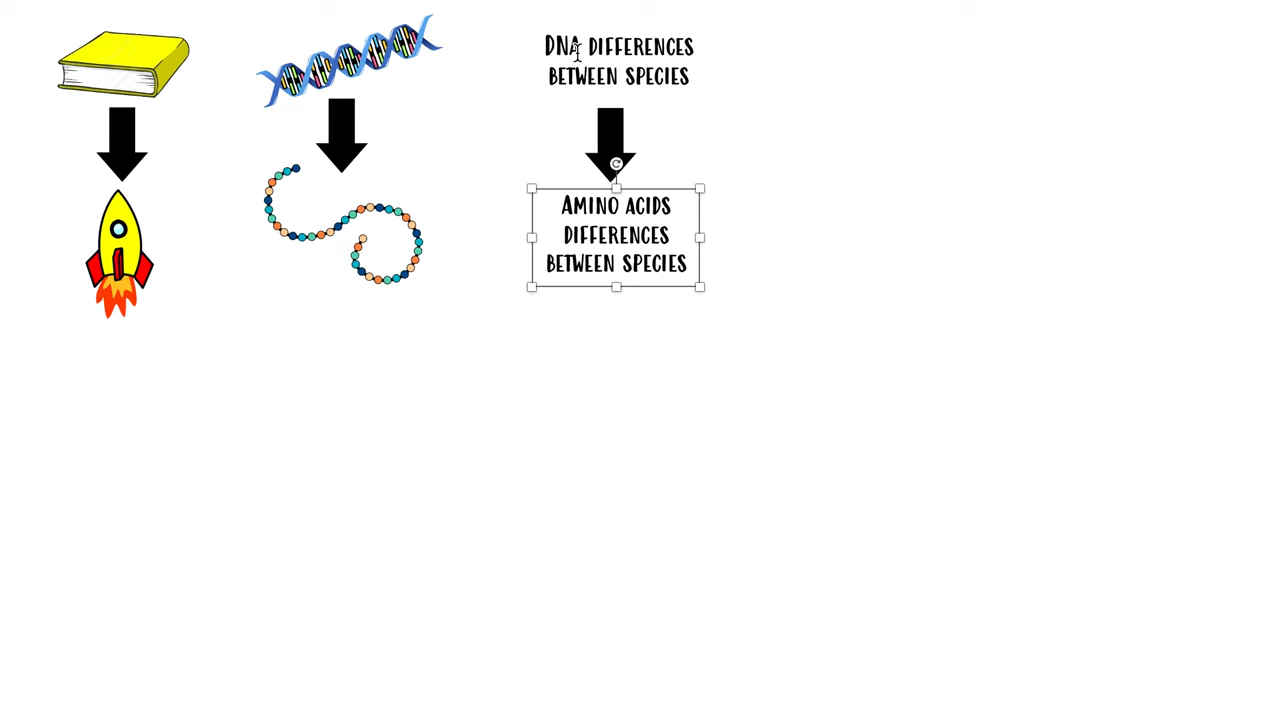 DNA DIFFERENCES
BETWEEN SPECIES
AMINO ACIDS
DIFFERENCES
BETWEEN SPECIES